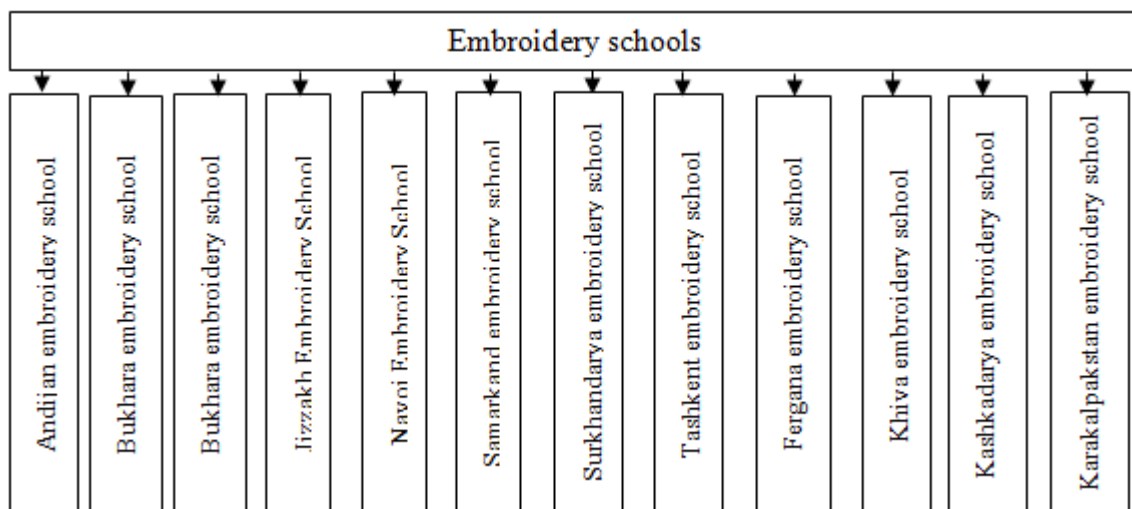 Embroidery schools
Andijan embroidery school
Bukhara embroidery school
Bukhara embroidery school
Jizzakh Embroidery School
Navoi Embroidery School
Samarkand embroidery school
Surkhandarya embroidery school
Tashkent embroidery school
Fergana embroidery school
Khiva embroidery school
Kashkadarya embroidery school
Karakalpakstan embroidery school